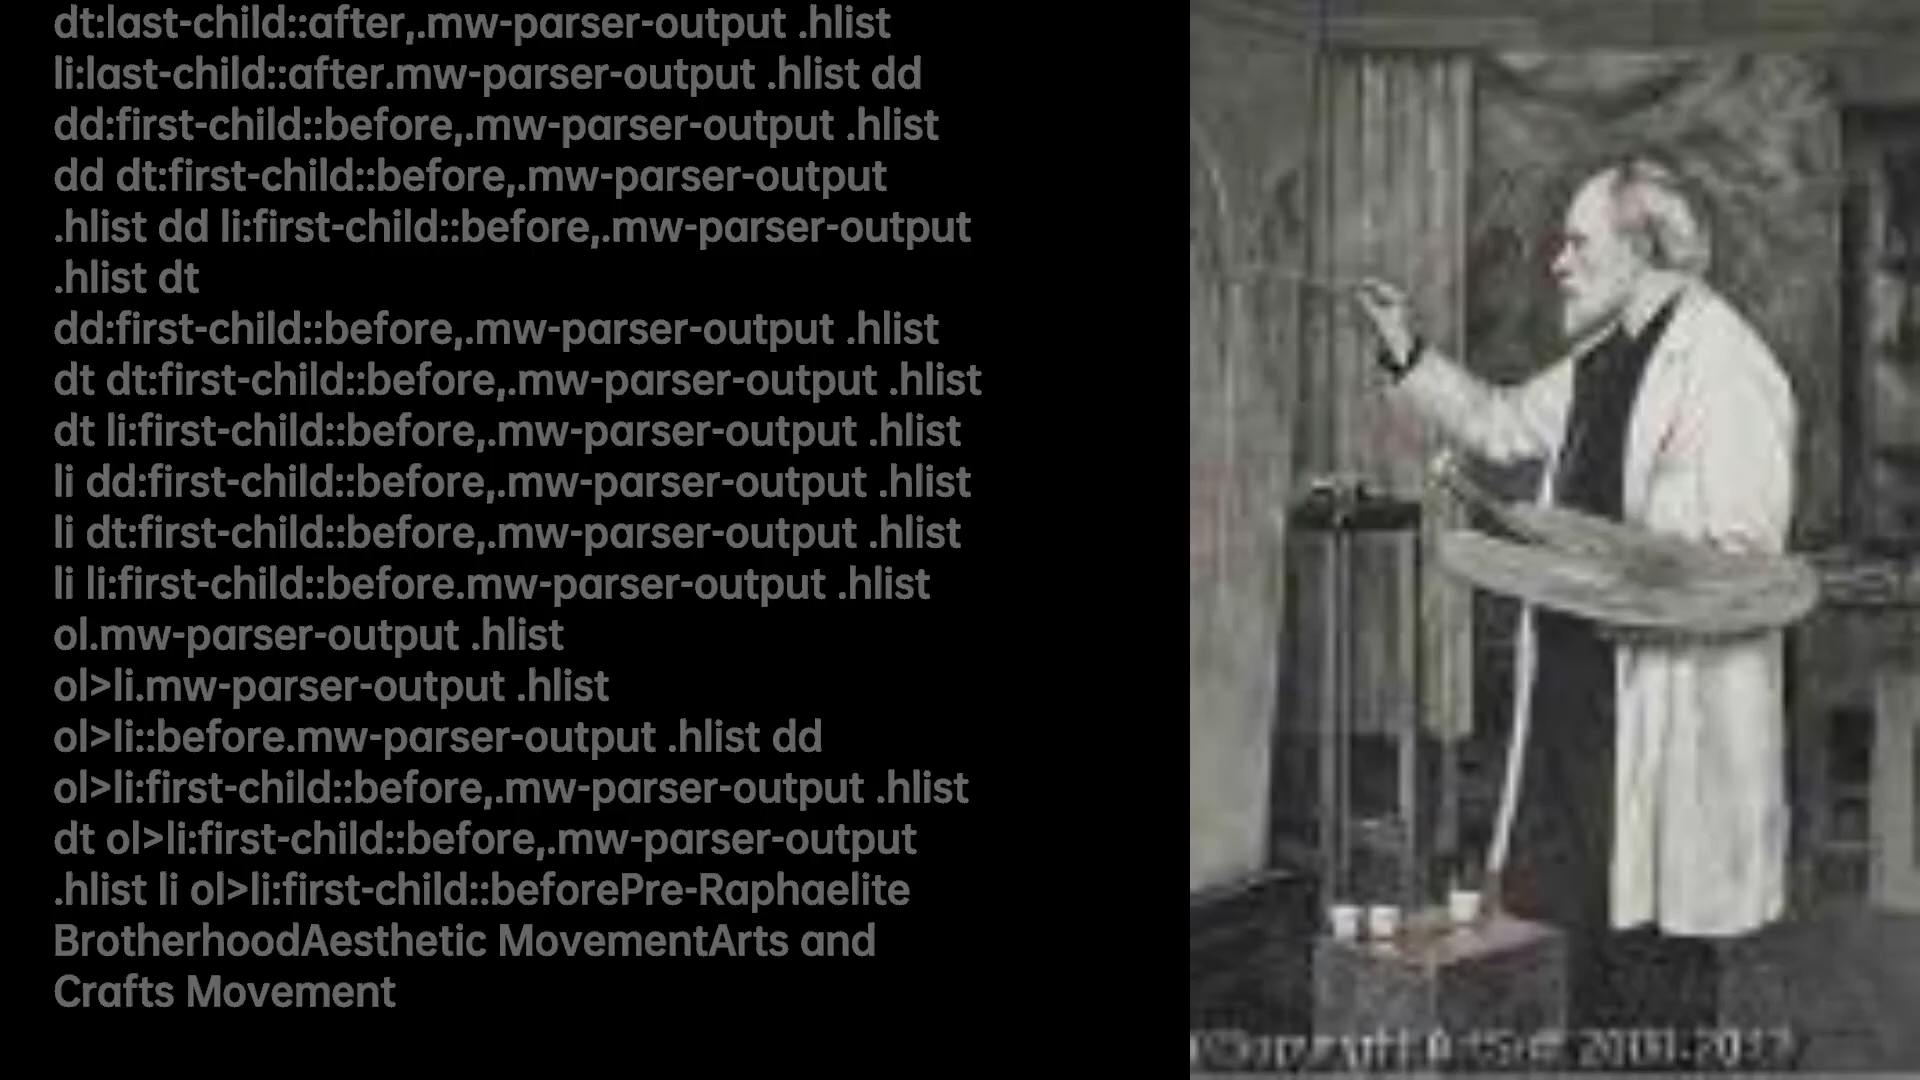 dt:last-child::after,.mw-parser-output .hlist
li:last-child::after.mw-parser-output .hlist dd
dd:first-child::before,.mw-parser-output .hlist
dd dt:first-child::before,.mw-parser-output
.hlist dd li:first-child::before,.mw-parser-output
.hlist dt
dd:first-child::before,.mw-parser-output .hlist
dt dt:first-child::before,.mw-parser-output .hlist
dt li:first-child::before,.mw-parser-output .hlist
li dd:first-child::before,.mw-parser-output .hlist
li dt:first-child::before,.mw-parser-output .hlist
li li:first-child::before.mw-parser-output .hlist
ol.mw-parser-output .hlist
ol>li.mw-parser-output .hlist
ol>li::before.mw-parser-output .hlist dd
ol>li:first-child::before,.mw-parser-output .hlist
dt ol>li:first-child::before,.mw-parser-output
.hlist li ol>li:first-child::beforePre-Raphaelite
BrotherhoodAesthetic MovementArts and
Crafts Movement